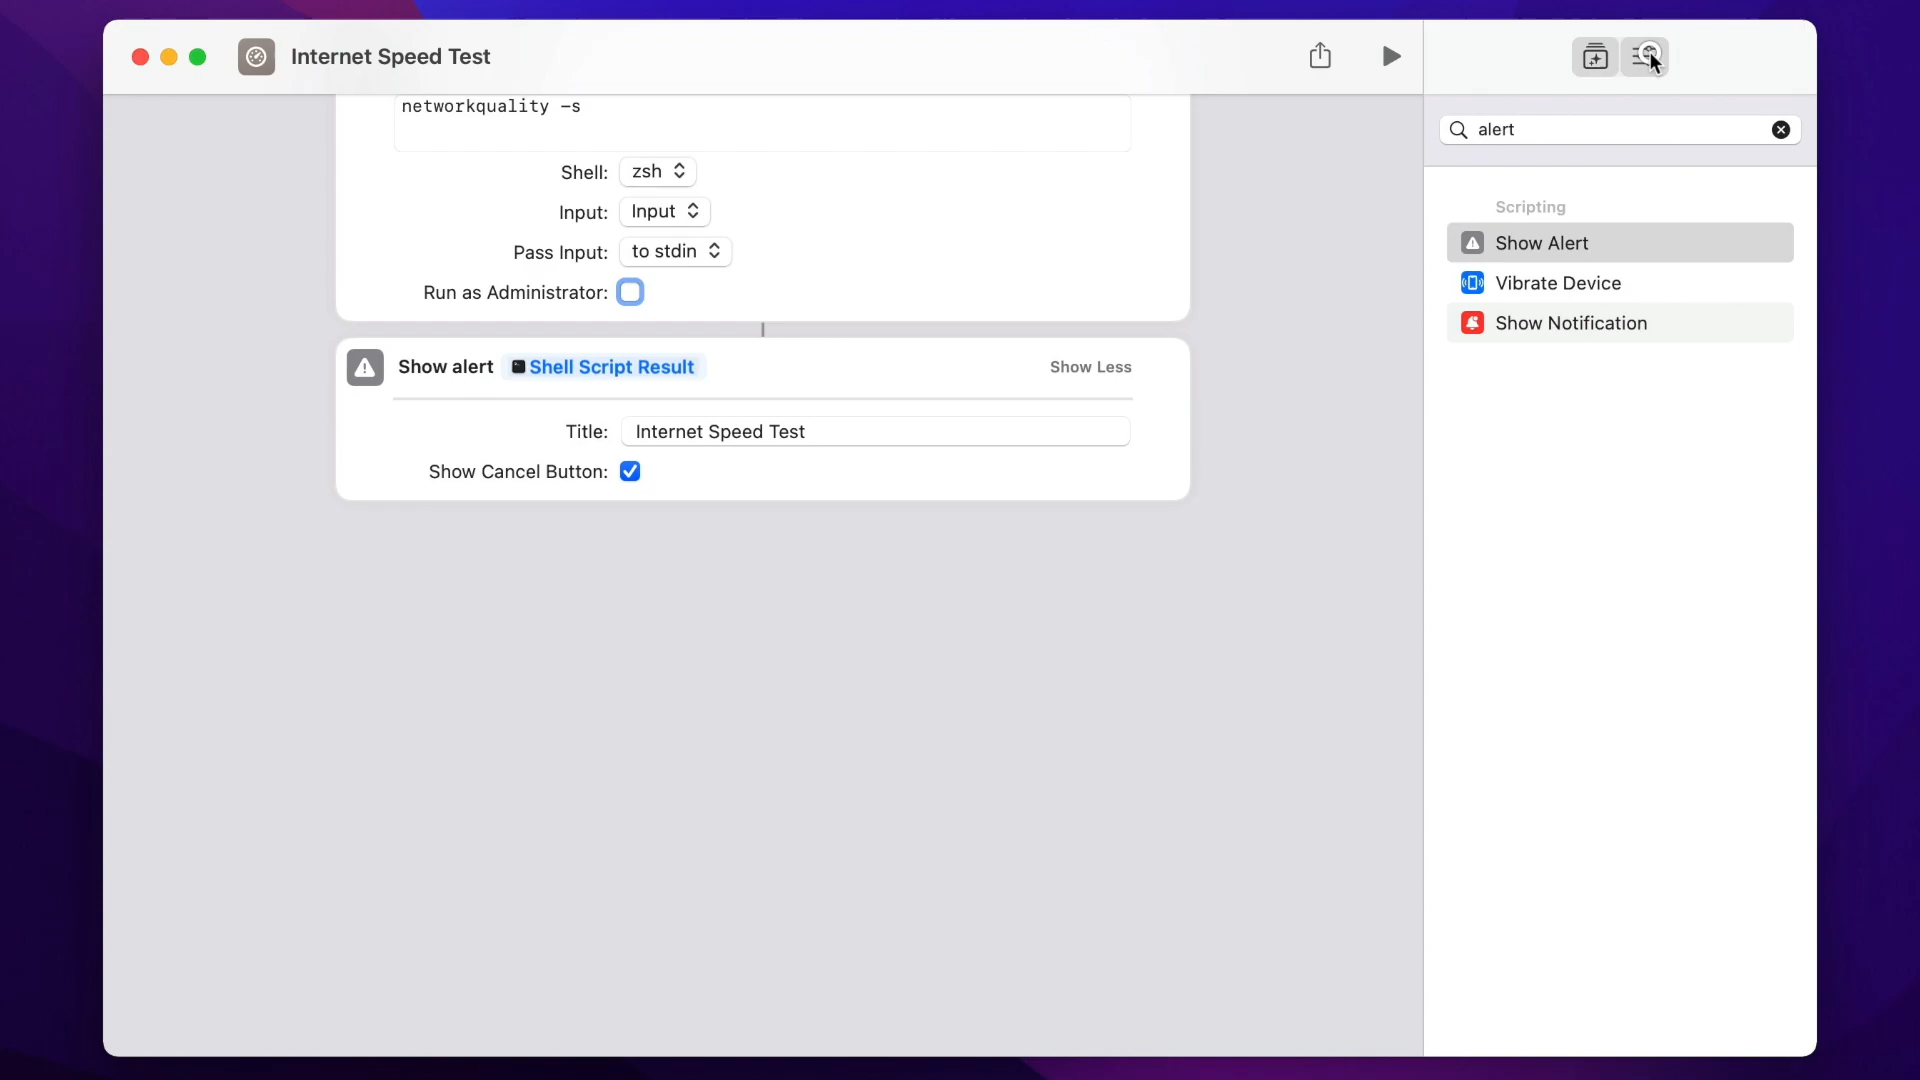 Internet Speed Test
networkquality -s
Shell: zsh
Input: Input
Pass Input: to stdin
Run as Administrator:
Show alert Shell Script Result Show Less
Title: Internet Speed Test
Show Cancel Button:
alert
Scripting
Show Alert
Vibrate Device
Show Notification